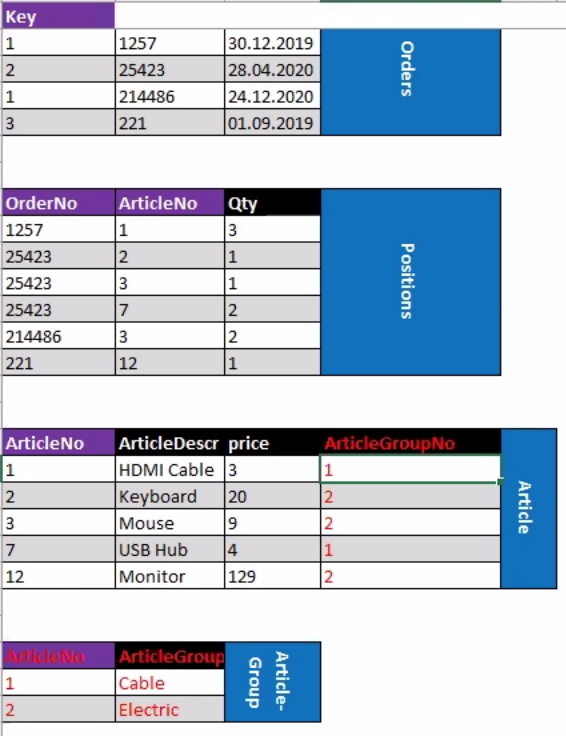 Key
1 1257 30.12.2019
2 25423 28.04.2020
1 214486 24.12.2020
3 221 01.09.2019
Orders
OrderNo ArticleNo Qty
1257 1 3
25423 2 1
25423 3 1
25423 7 2
214486 3 2
221 12 1
Positions
ArticleNo ArticleDescr price ArticleGroupNo
1 HDMI Cable 3 1
2 Keyboard 20 2
3 Mouse 9 2
7 USB Hub 4 1
12 Monitor 129 2
Article
ArticleNo ArticleGroup
1 Cable
2 Electric
Article-
Group